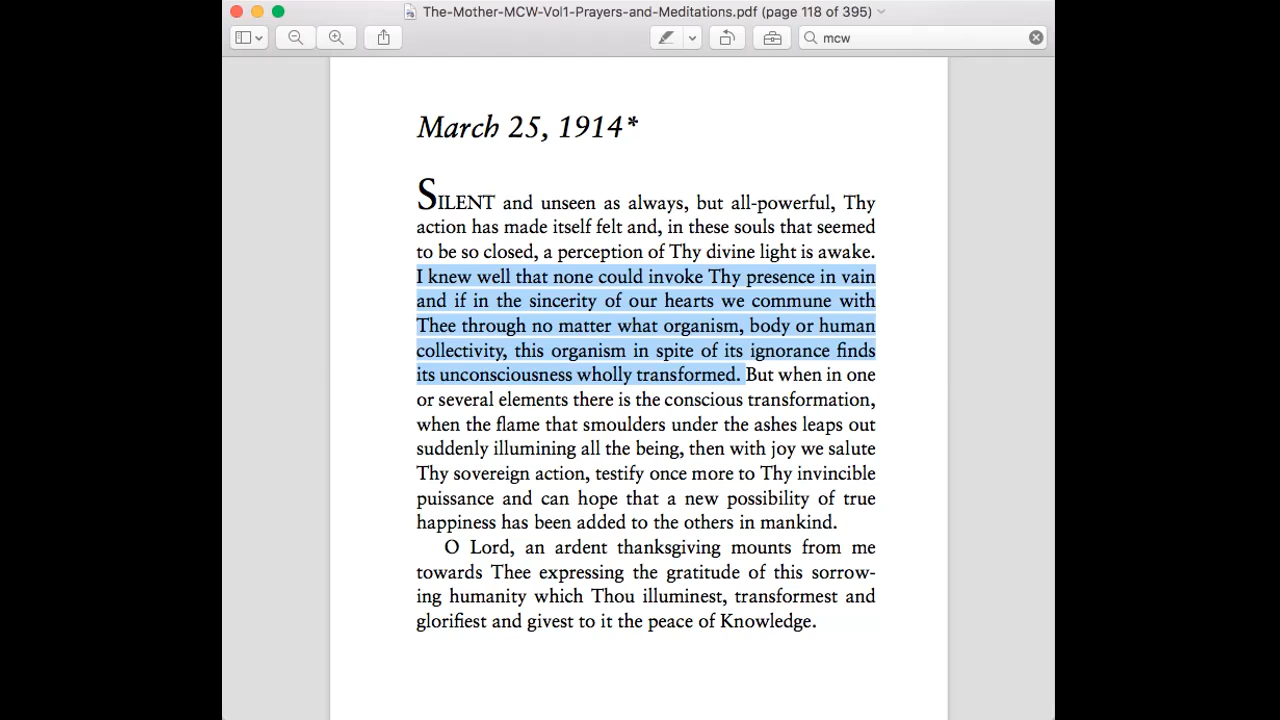 The-Mother-MCW-Vol1-Prayers-and-Meditations.pdf (page 118 of 395)
mcw
March 25, 1914*
SILENT and unseen as always, but all-powerful, Thy
action has made itself felt and, in these souls that seemed
to be so closed, a perception of Thy divine light is awake.
I knew well that none could invoke Thy presence in vain
and if in the sincerity of our hearts we commune with
Thee through no matter what organism, body or human
collectivity, this organism in spite of its ignorance finds
its unconsciousness wholly transformed. But when in one
or several elements there is the conscious transformation,
when the flame that smoulders under the ashes leaps out
suddenly illumining all the being, then with joy we salute
Thy sovereign action, testify once more to Thy invincible
puissance and can hope that a new possibility of true
happiness has been added to the others in mankind.
O Lord, an ardent thanksgiving mounts from me
towards Thee expressing the gratitude of this sorrow-
ing humanity which Thou illuminest, transformest and
glorifiest and givest to it the peace of Knowledge.